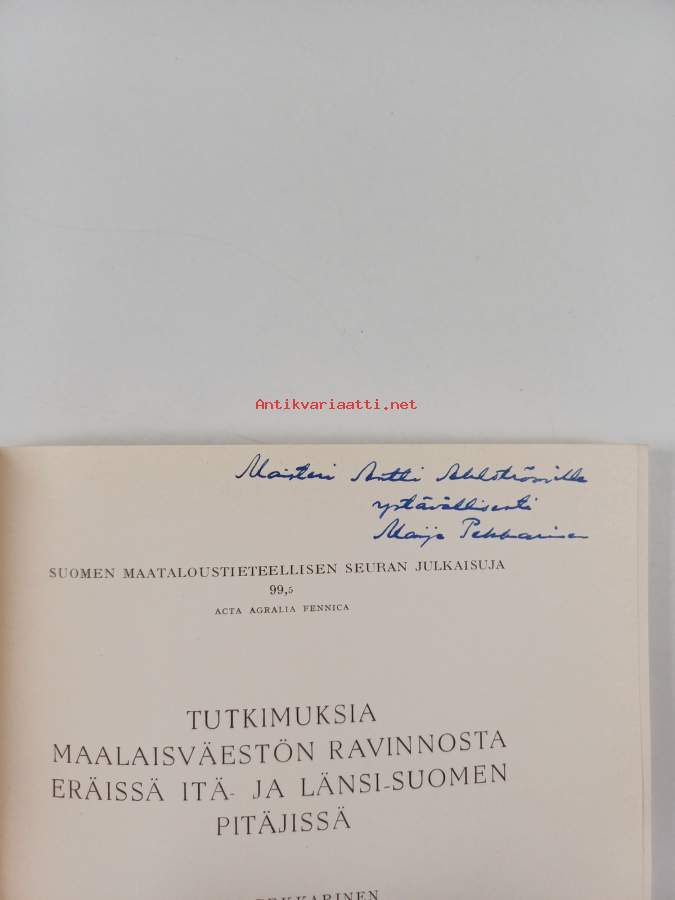 Antikvariaatti.net
Maisteri Antti Ahlströmille
ystävällisesti
Maija Pekkarinen
SUOMEN MAATALOUSTIETEELLISEN SEURAN JULKAISUJA
99,5
ACTA AGRALIA FENNICA
TUTKIMUKSIA
MAALAISVÄESTÖN RAVINNOSTA
ERÄISSÄ ITÄ- JA LÄNSI-SUOMEN
PITÄJISSÄ
PEKKARINEN